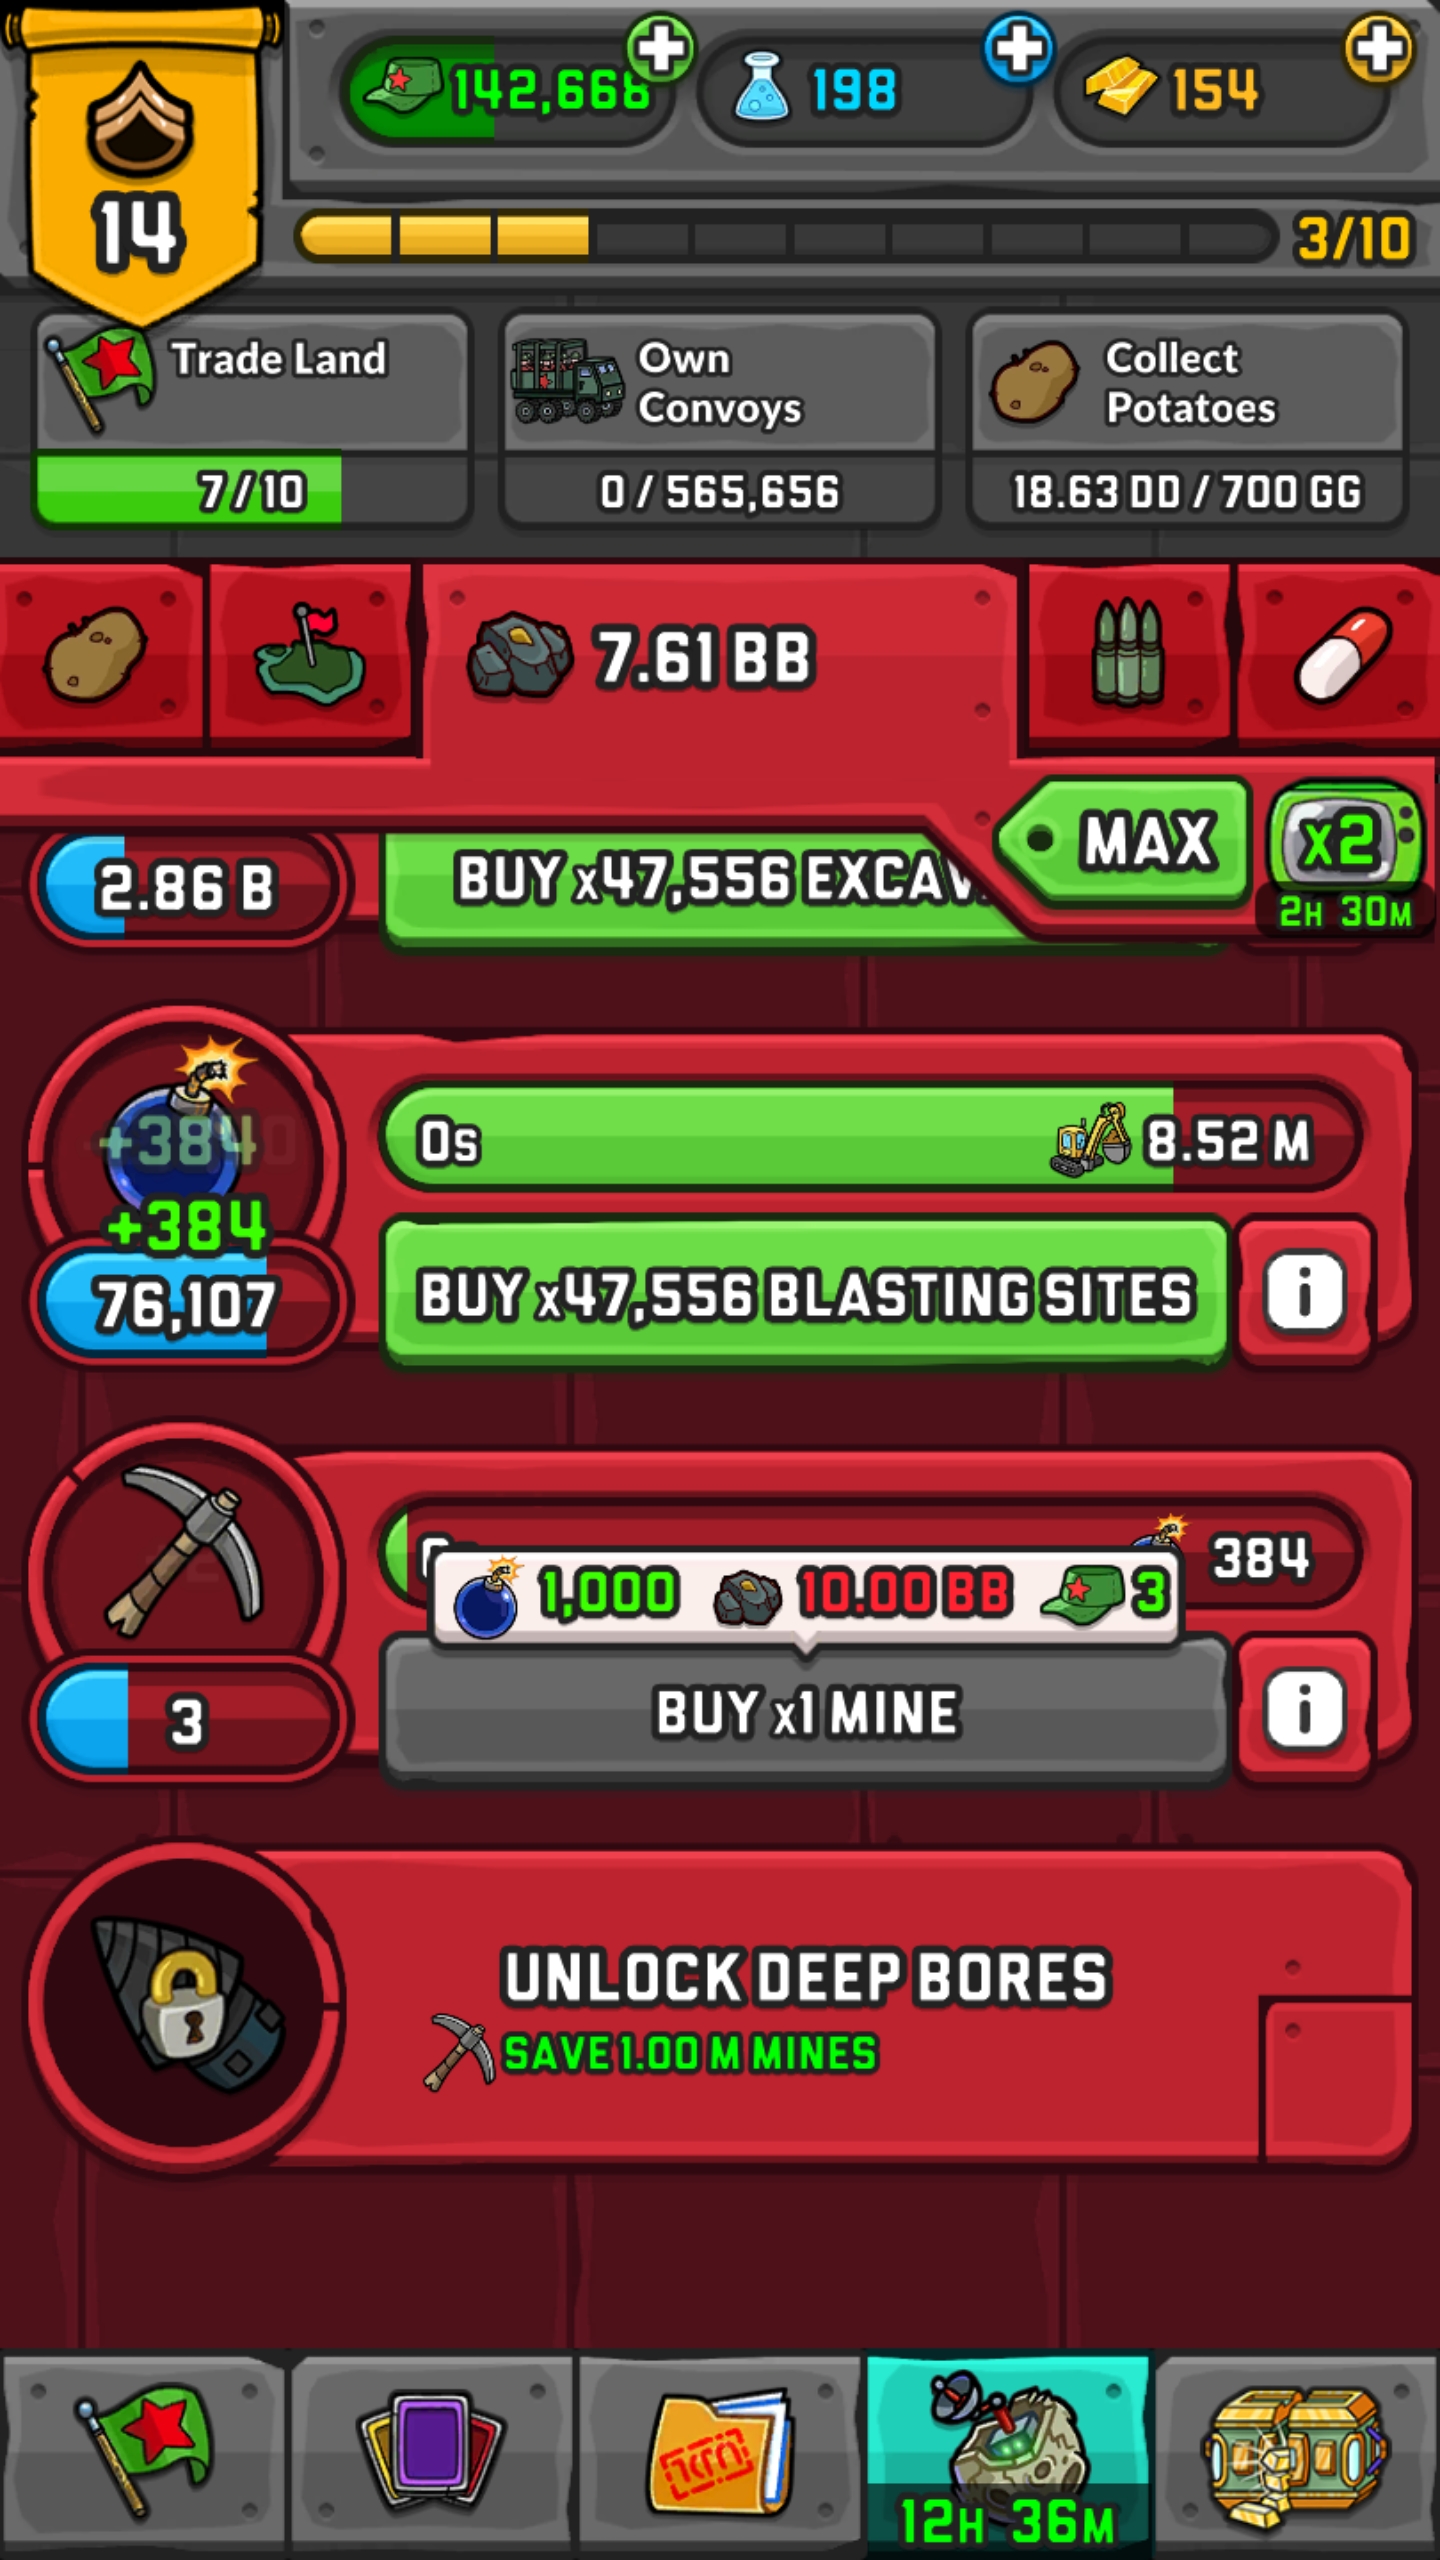 142,668
198
154
14
3/10
Trade Land
7/10
Own
Convoys
0 / 565,656
Collect
Potatoes
18.63 DD / 700 GG
7.61 BB
MAX
x2
2H 30M
2.86 B
BUY x47,556
0s
8.52 M
+384
+384
76,107
BUY x47,556 BLASTING SITES
384
1,000
10.00 BB
3
3
BUY x1 MINE
UNLOCK DEEP BORES
SAVE 1.00 M MINES
12H 36M